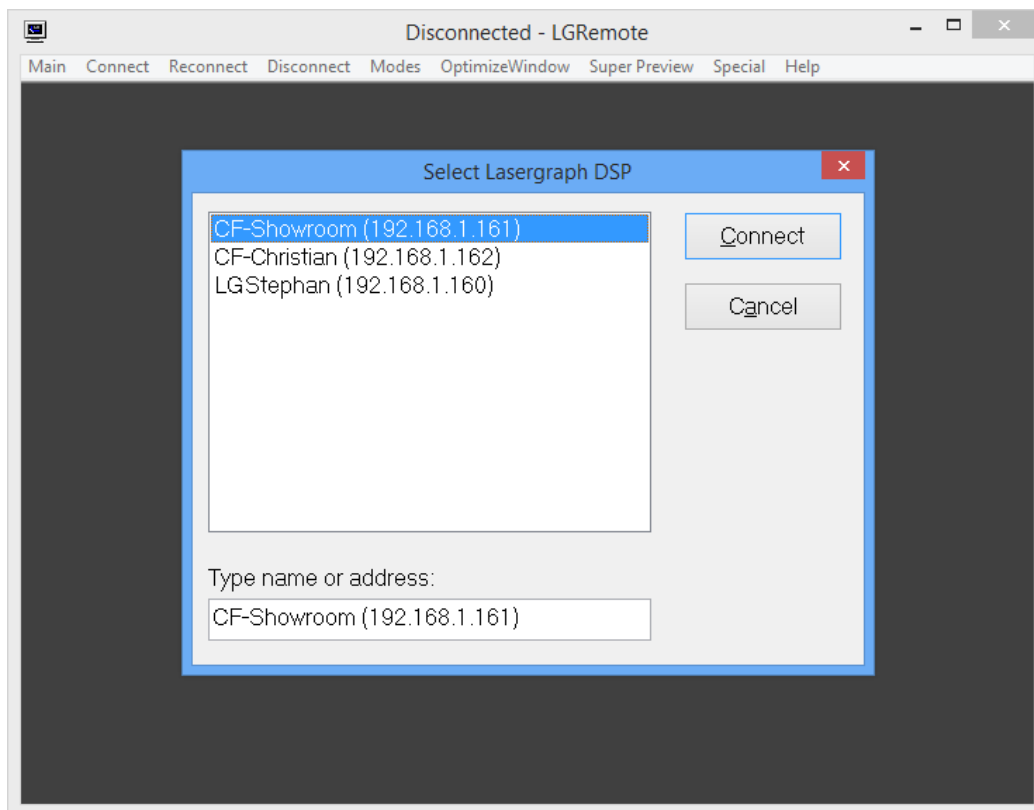 Disconnected - LGRemote
Main Connect Reconnect Disconnect Modes OptimizeWindow Super Preview Special Help
Select Lasergraph DSP
CF-Showroom (192.168.1.161)
CF-Christian (192.168.1.162)
LGStephan (192.168.1.160)
Connect
Cancel
Type name or address:
CF-Showroom (192.168.1.161)